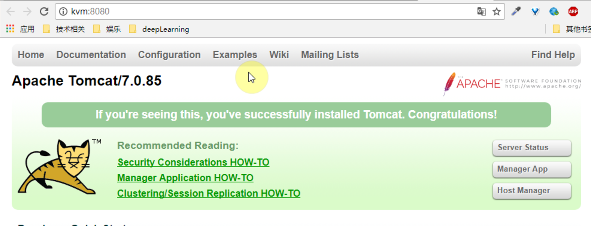 kvm:8080
应用 技术相关 娱乐 deepLearning 其他书
Home Documentation Configuration Examples Wiki Mailing Lists Find Help
Apache Tomcat/7.0.85
APACHE SOFTWARE FOUNDATION
http://www.apache.org/
If you're seeing this, you've successfully installed Tomcat. Congratulations!
TM
Recommended Reading:
Security Considerations HOW-TO
Manager Application HOW-TO
Clustering/Session Replication HOW-TO
Server Status
Manager App
Host Manager